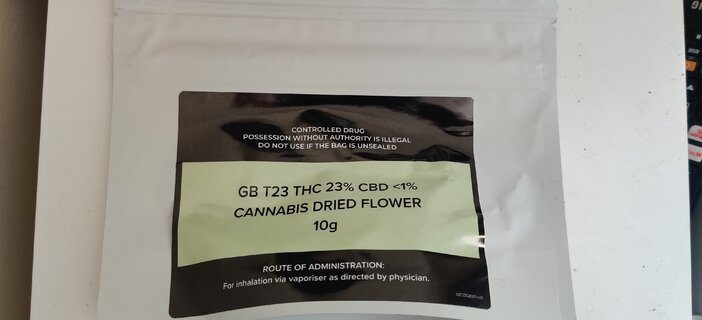 CONTROLLED DRUG
POSSESSION WITHOUT AUTHORITY IS ILLEGAL
DO NOT USE IF THE BAG IS UNSEALED
GB T23 THC 23% CBD <1%
CANNABIS DRIED FLOWER
10g
ROUTE OF ADMINISTRATION:
For inhalation via vaporiser as directed by physician.